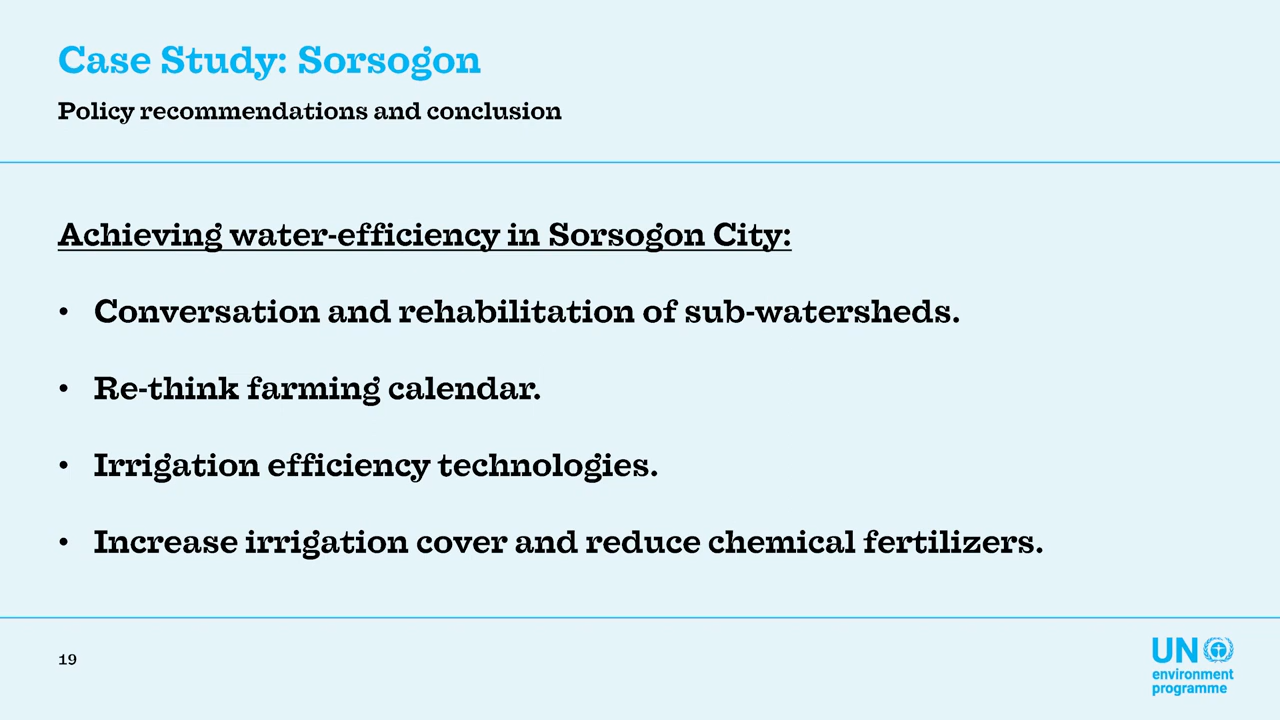 Case Study: Sorsogon
Policy recommendations and conclusion
Achieving water-efficiency in Sorsogon City:
• Conversation and rehabilitation of sub-watersheds.
• Re-think farming calendar.
• Irrigation efficiency technologies.
• Increase irrigation cover and reduce chemical fertilizers.
19
UN
environment
programme